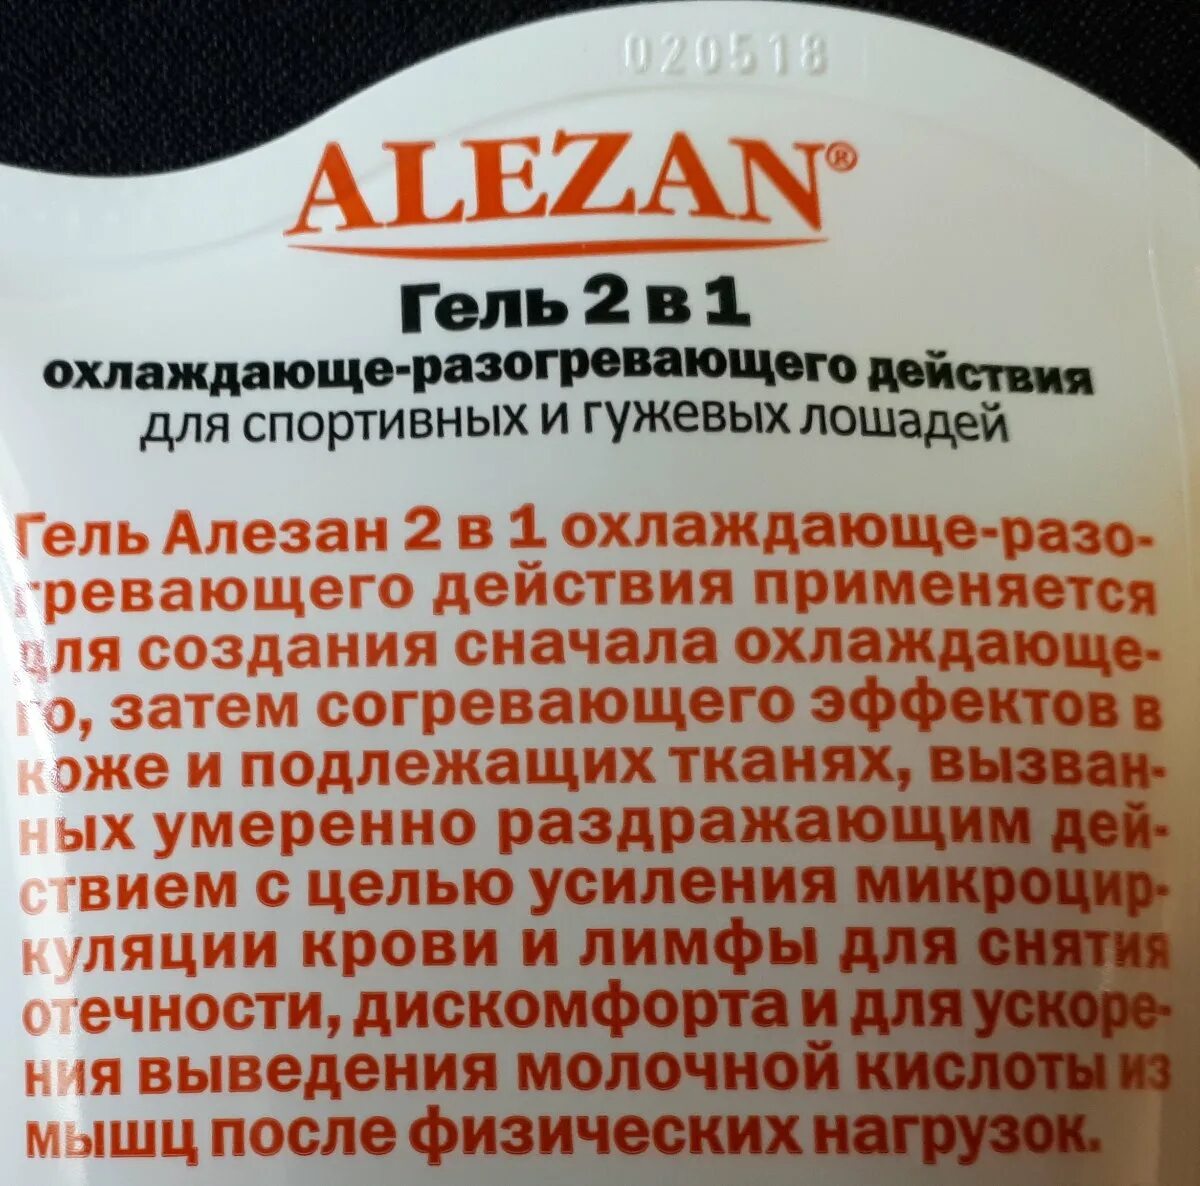 020518
ALEZAN®
Гель 2 в 1
охлаждающе-разогревающего действия
для спортивных и гужевых лошадей
Гель Алезан 2 в 1 охлаждающе-разо-
гревающего действия применяется
для создания сначала охлаждающе-
го, затем согревающего эффектов в
коже и подлежащих тканях, вызван-
ных умеренно раздражающим дей-
ствием с целью усиления микроцир-
куляции крови и лимфы для снятия
отечности, дискомфорта и для ускоре-
ния выведения молочной кислоты из
мышц после физических нагрузок.